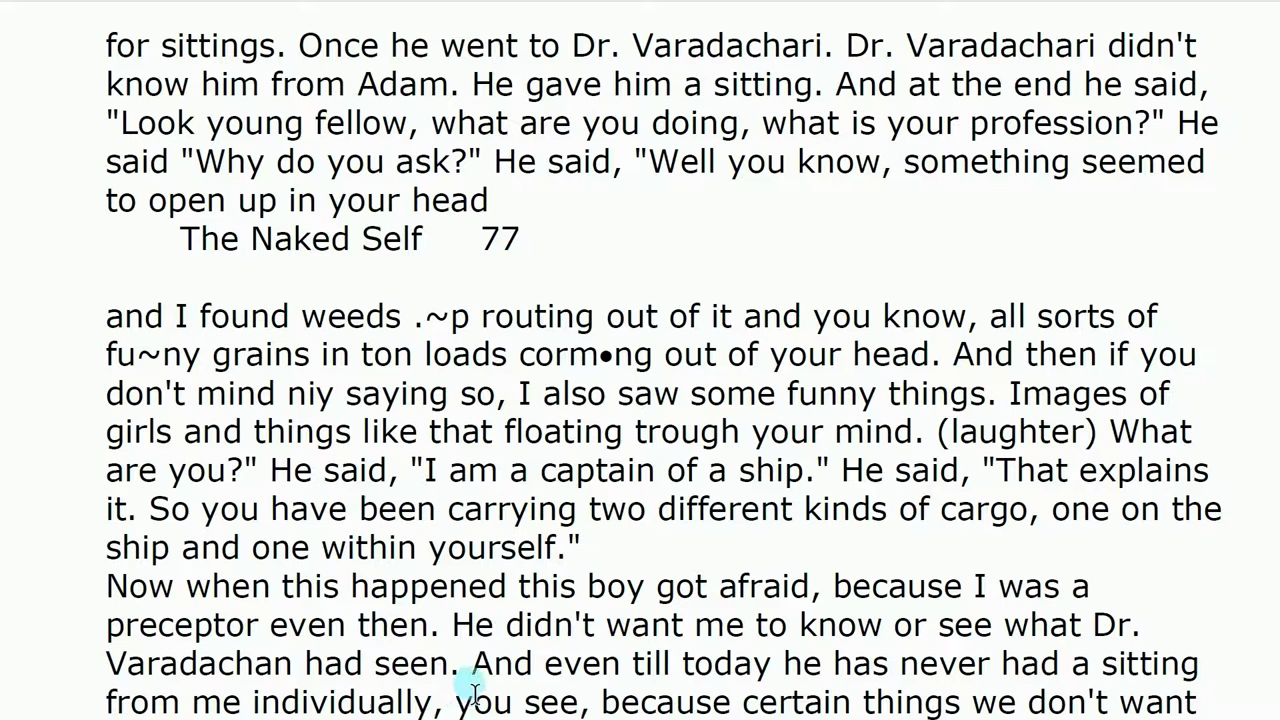 for sittings. Once he went to Dr. Varadachari. Dr. Varadachari didn't
know him from Adam. He gave him a sitting. And at the end he said,
"Look young fellow, what are you doing, what is your profession?" He
said "Why do you ask?" He said, "Well you know, something seemed
to open up in your head
The Naked Self 77
and I found weeds .~p routing out of it and you know, all sorts of
fu~ny grains in ton loads corm•ng out of your head. And then if you
don't mind niy saying so, I also saw some funny things. Images of
girls and things like that floating trough your mind. (laughter) What
are you?" He said, "I am a captain of a ship." He said, "That explains
it. So you have been carrying two different kinds of cargo, one on the
ship and one within yourself."
Now when this happened this boy got afraid, because I was a
preceptor even then. He didn't want me to know or see what Dr.
Varadachan had seen. And even till today he has never had a sitting
from me individually, you see, because certain things we don't want